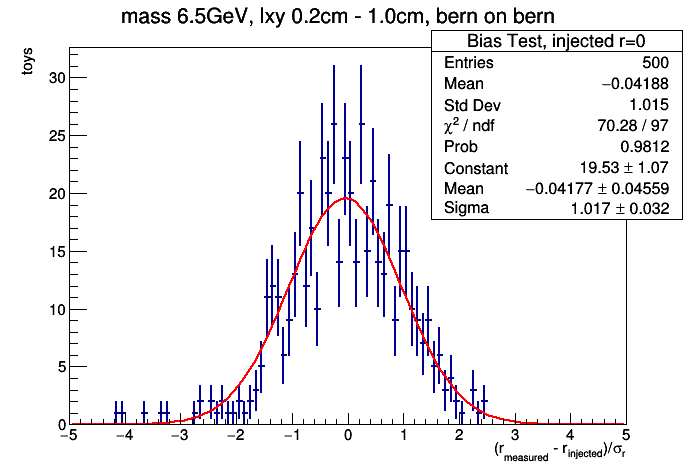 mass 6.5GeV, lxy 0.2cm - 1.0cm, bern on bern
toys
Bias Test, injected r=0
Entries 500
Mean −0.04188
Std Dev 1.015
χ² / ndf 70.28 / 97
Prob 0.9812
Constant 19.53 ± 1.07
Mean −0.04177 ± 0.04559
Sigma 1.017 ± 0.032
30
25
20
15
10
5
0
−5 −4 −3 −2 −1 0 1 2 3 4 5
(r_measured - r_injected)/σ_r